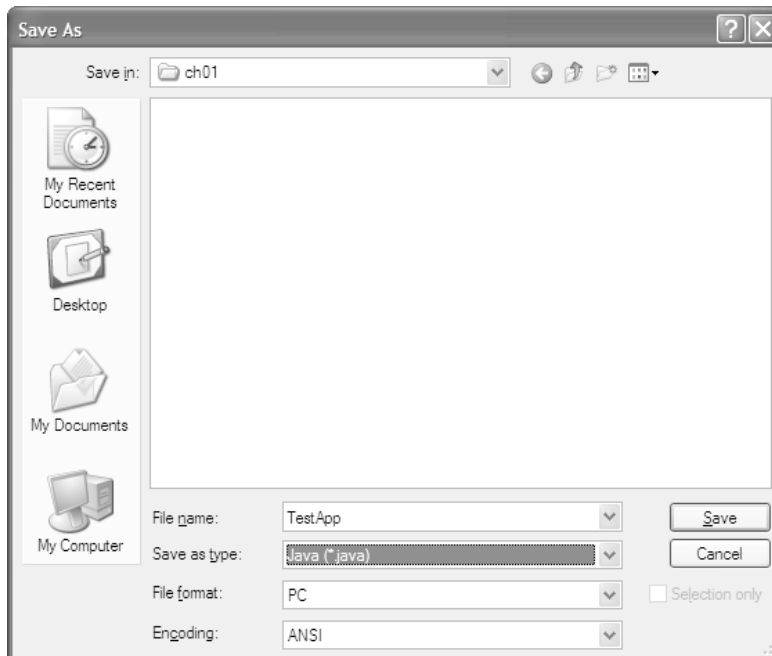 Save As
Save in: ch01
My Recent
Documents
Desktop
My Documents
My Computer
File name: TestApp Save
Save as type: Java (*.java) Cancel
File format: PC Selection only
Encoding: ANSI